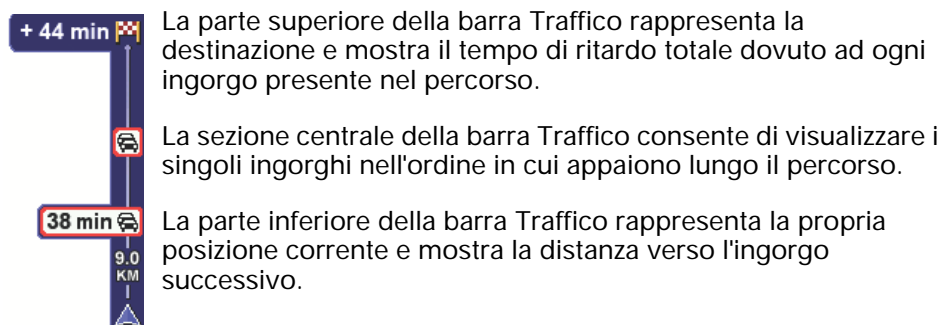 + 44 min
La parte superiore della barra Traffico rappresenta la
destinazione e mostra il tempo di ritardo totale dovuto ad ogni
ingorgo presente nel percorso.
La sezione centrale della barra Traffico consente di visualizzare i
singoli ingorghi nell'ordine in cui appaiono lungo il percorso.
38 min
La parte inferiore della barra Traffico rappresenta la propria
posizione corrente e mostra la distanza verso l'ingorgo
successivo.
9.0
KM